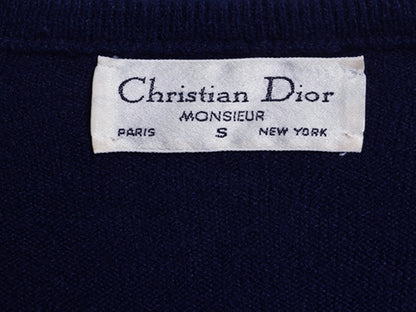 Christian Dior
MONSIEUR
PARIS S NEW YORK